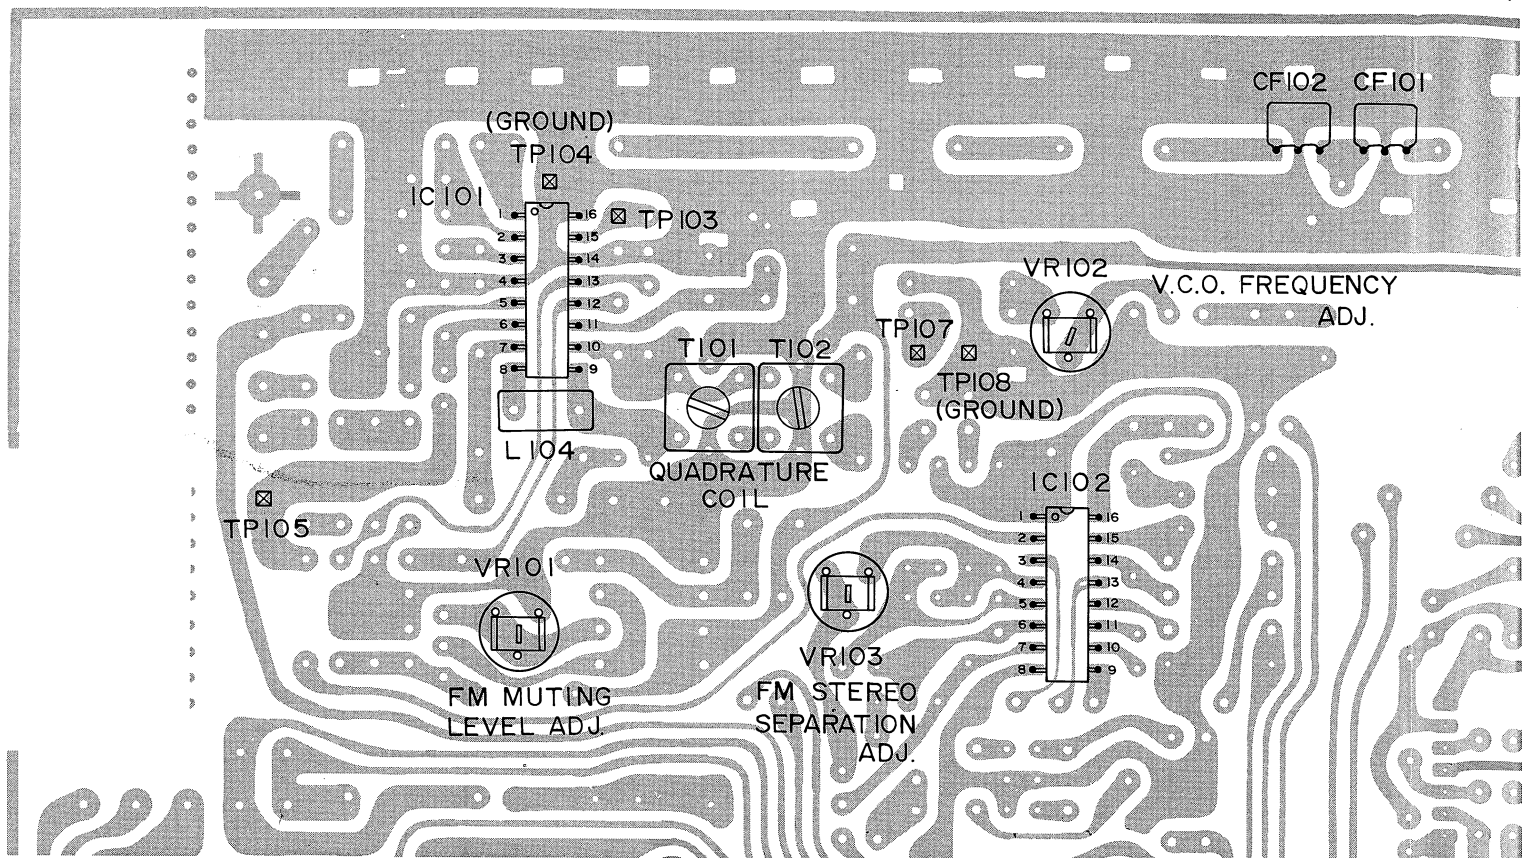 CF102 CF101
(GROUND)
TP104
IC101
TP103
1 16
2 15
3 14
4 13
5 12
6 11
7 10
8 9
VR102
V.C.O. FREQUENCY
ADJ.
TP107
T101 T102
TP108
(GROUND)
L104
QUADRATURE
COIL
IC102
TP105
1 16
2 15
3 14
4 13
5 12
6 11
7 10
8 9
VR101
VR103
FM MUTING
LEVEL ADJ.
FM STEREO
SEPARATION
ADJ.